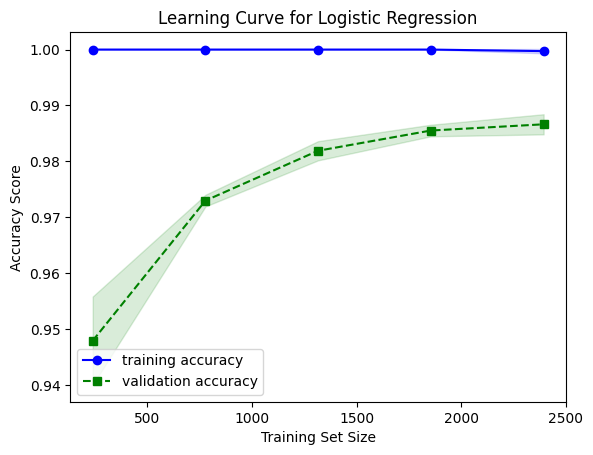 Learning Curve for Logistic Regression
1.00
0.99
0.98
0.97
0.96
0.95
0.94
Accuracy Score
training accuracy
validation accuracy
500
1000
1500
2000
2500
Training Set Size